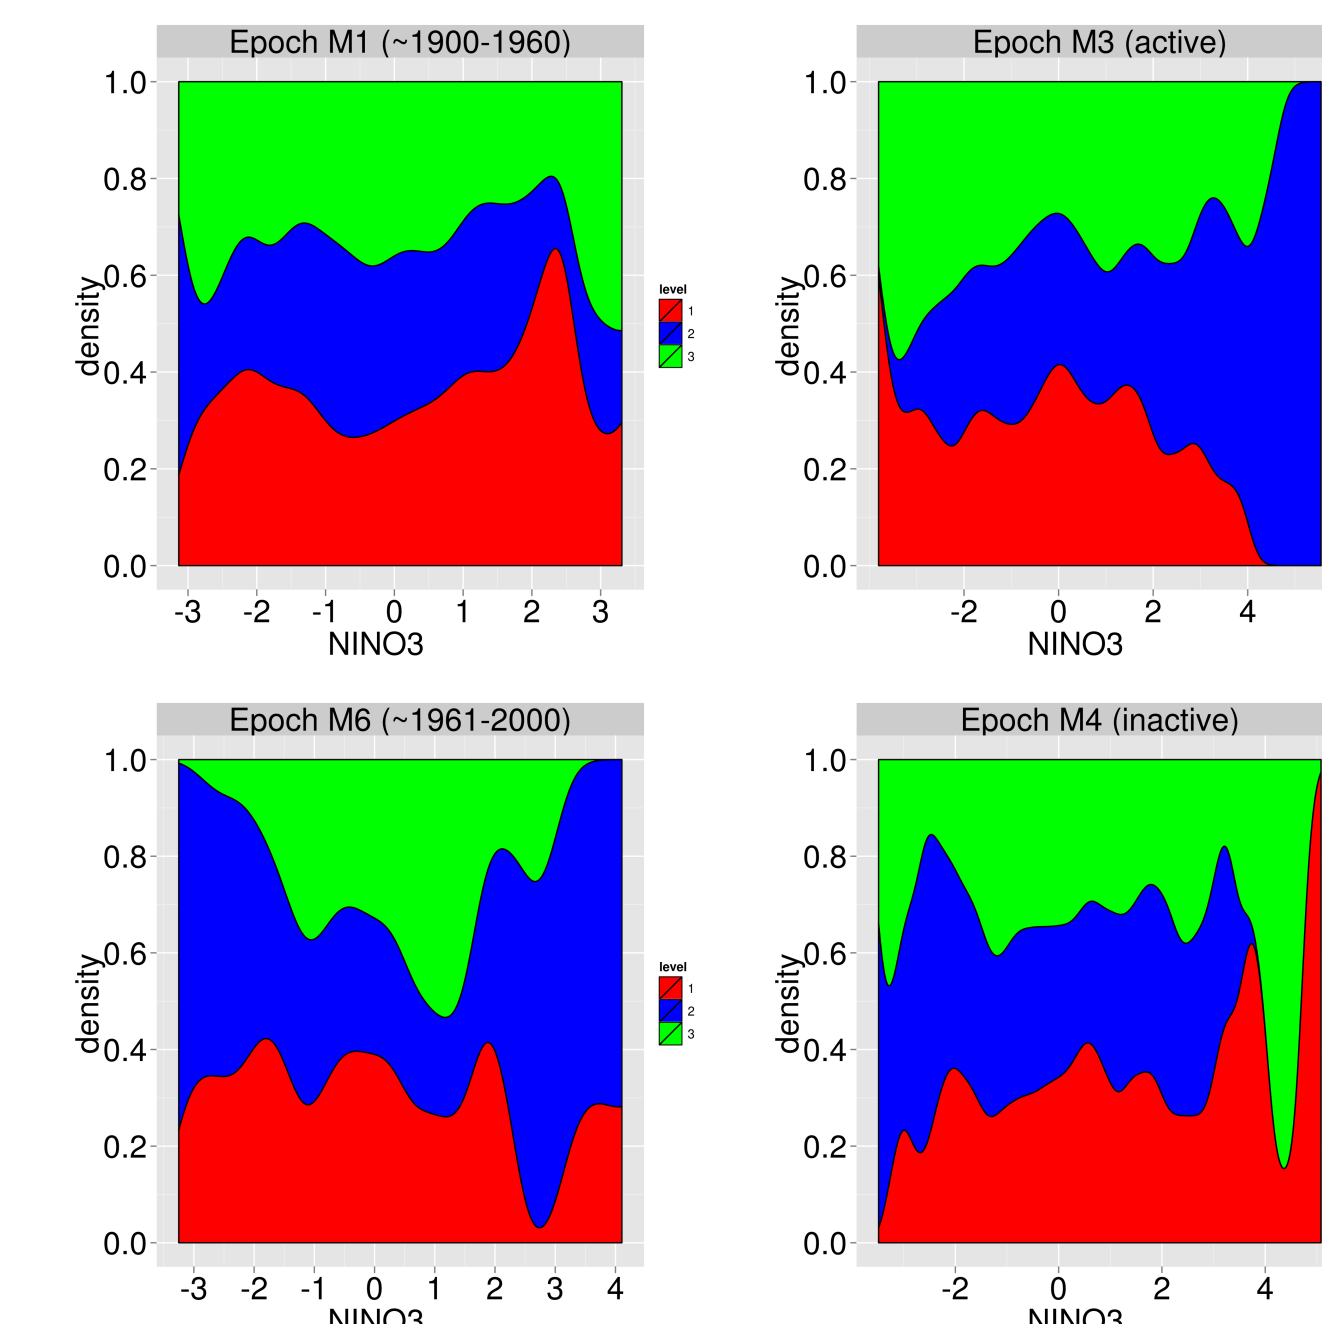 Epoch M1 (~1900-1960)
1.0
0.8
0.6
0.4
0.2
0.0
density
-3 -2 -1 0 1 2 3
NINO3
level
1
2
3
Epoch M3 (active)
1.0
0.8
0.6
0.4
0.2
0.0
density
-2 0 2 4
NINO3
Epoch M6 (~1961-2000)
1.0
0.8
0.6
0.4
0.2
0.0
density
-3 -2 -1 0 1 2 3 4
NINO3
level
1
2
3
Epoch M4 (inactive)
1.0
0.8
0.6
0.4
0.2
0.0
density
-2 0 2 4
NINO3